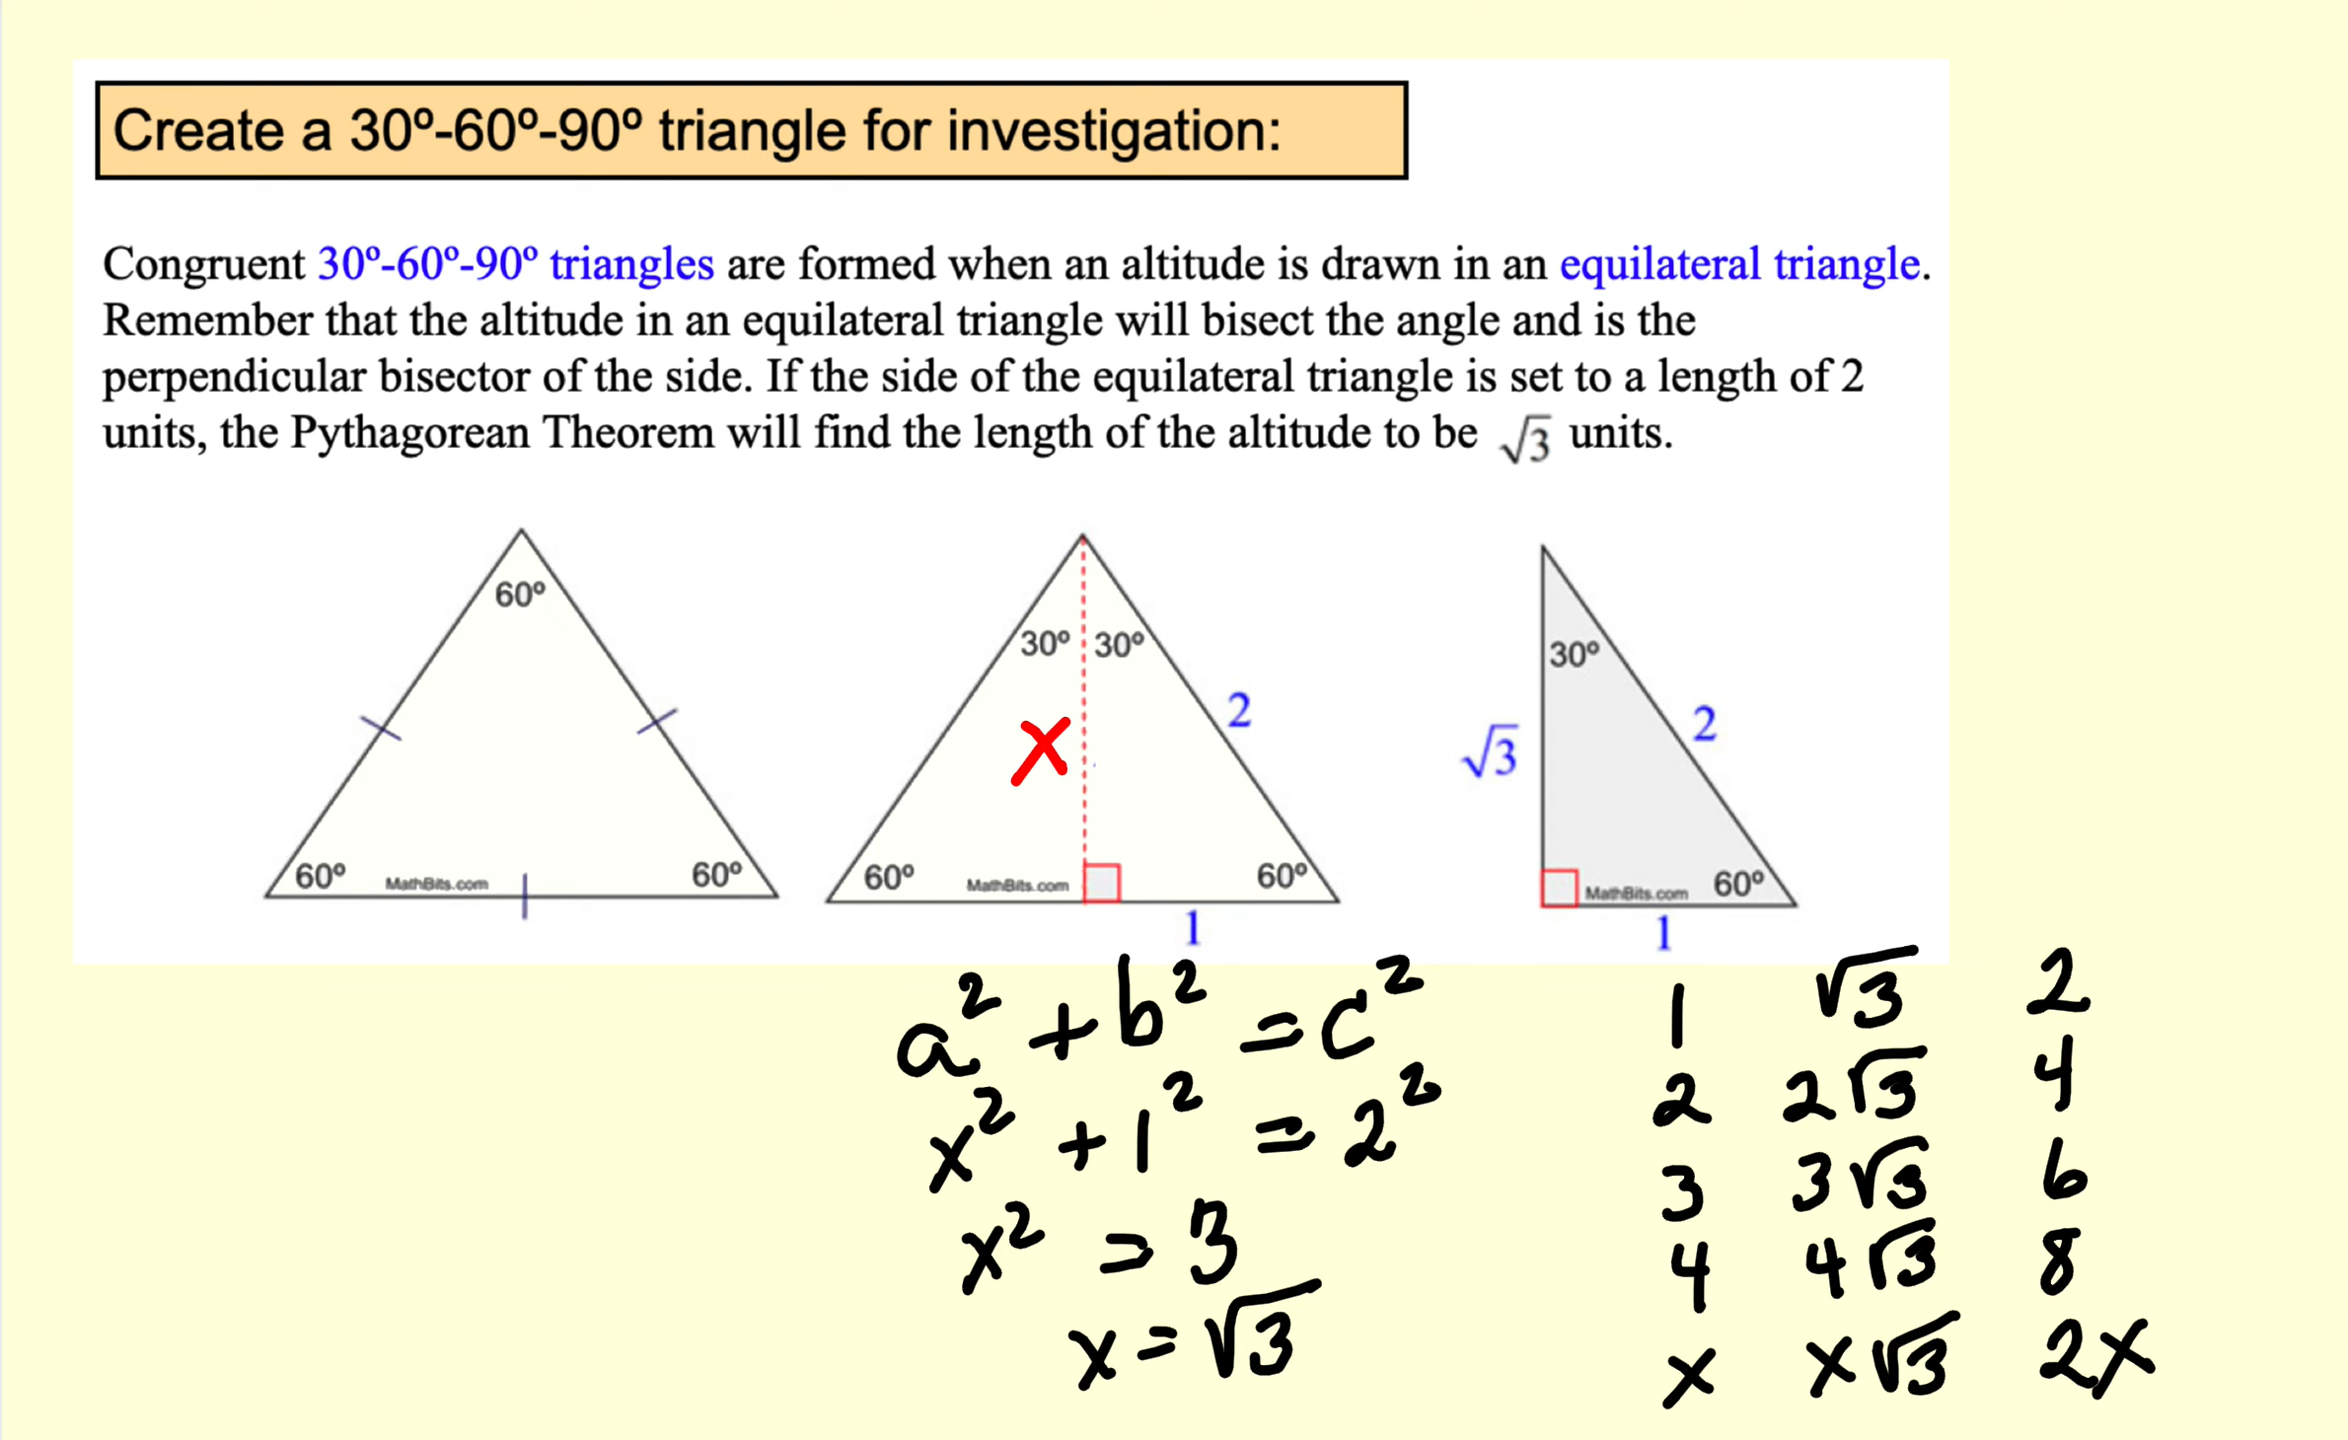 Create a 30º-60º-90º triangle for investigation:
Congruent 30º-60º-90º triangles are formed when an altitude is drawn in an equilateral triangle.
Remember that the altitude in an equilateral triangle will bisect the angle and is the
perpendicular bisector of the side. If the side of the equilateral triangle is set to a length of 2
units, the Pythagorean Theorem will find the length of the altitude to be √3 units.
60º
60º MathBits.com 60º
30º 30º
X
2
60º MathBits.com 60º
1
30º
√3
2
MathBits.com 60º
1
a² + b² = c²
x² + 1² = 2²
x² = 3
x = √3
1 √3 2
2 2√3 4
3 3√3 6
4 4√3 8
x x√3 2x